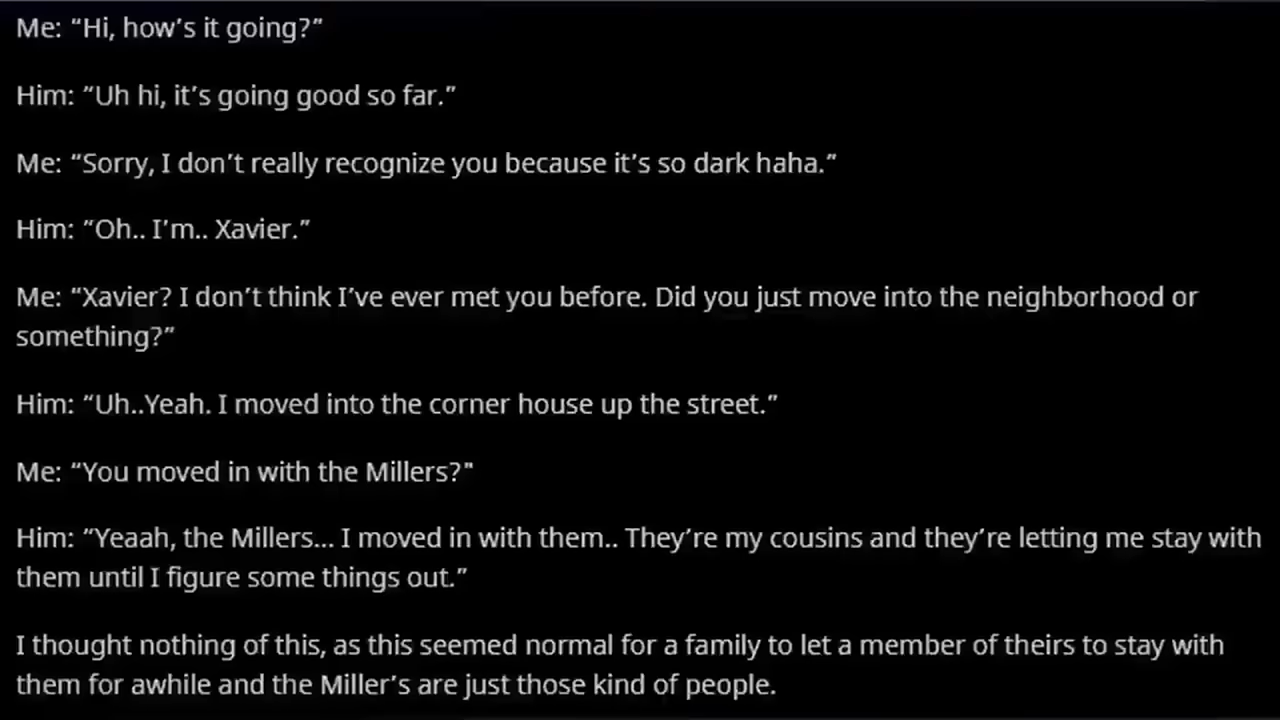 Me: “Hi, how’s it going?”
Him: “Uh hi, it’s going good so far.”
Me: “Sorry, I don’t really recognize you because it’s so dark haha.”
Him: “Oh.. I’m.. Xavier.”
Me: “Xavier? I don’t think I’ve ever met you before. Did you just move into the neighborhood or
something?”
Him: “Uh..Yeah. I moved into the corner house up the street.”
Me: “You moved in with the Millers?”
Him: “Yeaah, the Millers... I moved in with them.. They’re my cousins and they’re letting me stay with
them until I figure some things out.”
I thought nothing of this, as this seemed normal for a family to let a member of theirs to stay with
them for awhile and the Miller’s are just those kind of people.